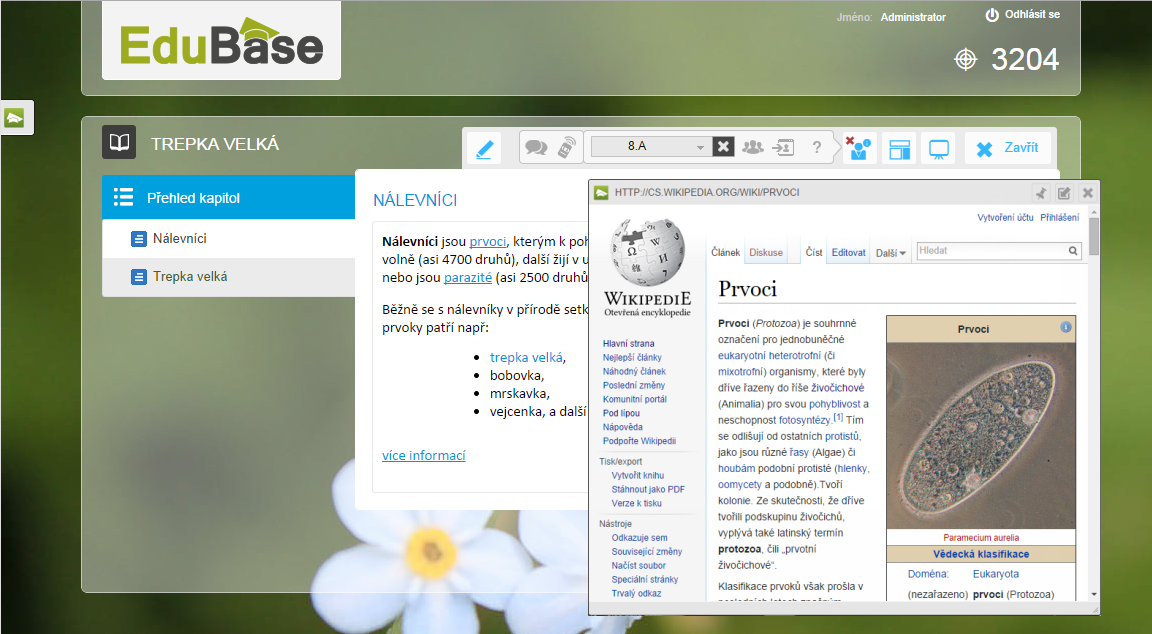 EduBase
Jméno: Administrator
Odhlásit se
3204
TREPKA VELKÁ
8.A
?
Zavřít
Přehled kapitol
Nálevníci
Trepka velká
NÁLEVNÍCI
Nálevníci jsou prvoci, kterým k
volně (asi 4700 druhů), další žijí v
nebo jsou parazité (asi 2500 druhů
Běžně se s nálevníky v přírodě
prvoky patří např:
• trepka velká,
• bobovka,
• mrskavka,
• vejcenka, a další
více informací
HTTP://CS.WIKIPEDIA.ORG/WIKI/PRVOCI
Vytvoření účtu Přihlášení
WIKIPEDIE
Otevřená encyklopedie
Článek Diskuse Číst Editovat Další Hledat
Hlavní strana
Nejlepší články
Náhodný článek
Poslední změny
Komunitní portál
Pod lípou
Nápověda
Podpořte Wikipedii
Tisk/export
Vytvořit knihu
Stáhnout jako PDF
Verze k tisku
Nástroje
Odkazuje sem
Související změny
Načíst soubor
Speciální stránky
Trvalý odkaz
Prvoci
Prvoci (Protozoa) je souhrnné
označení pro jednobuněčné
eukaryotní heterotrofní (či
mixotrofní) organismy, které byly
dříve řazeny do říše živočichové
(Animalia) pro svou pohyblivost a
neschopnost fotosyntézy.[1] Tím
se odlišují od ostatních protistů,
jako jsou různé řasy (Algae) či
houbám podobní protisté (hlenky,
oomycety a podobně).Tvoří
kolonie. Ze skutečnosti, že dříve
tvořili podskupinu živočichů,
vyplývá také latinský termín
protozoa, čili „prvotní
živočichové“.
Klasifikace prvoků však prošla v
Prvoci
Paramecium aurelia
Vědecká klasifikace
Doména: Eukaryota
(nezařazeno) prvoci (Protozoa)